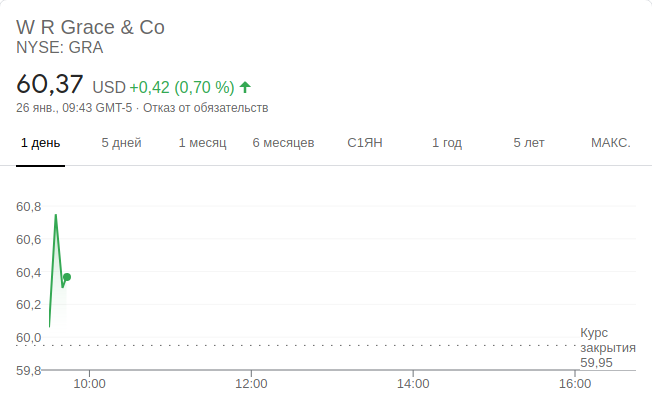 W R Grace & Co
NYSE: GRA
60,37 USD +0,42 (0,70 %)
26 янв., 09:43 GMT-5 · Отказ от обязательств
1 день 5 дней 1 месяц 6 месяцев С1ЯН 1 год 5 лет МАКС.
60,8
60,6
60,4
60,2
60,0
59,8
Курс
закрытия
59,95
10:00 12:00 14:00 16:00